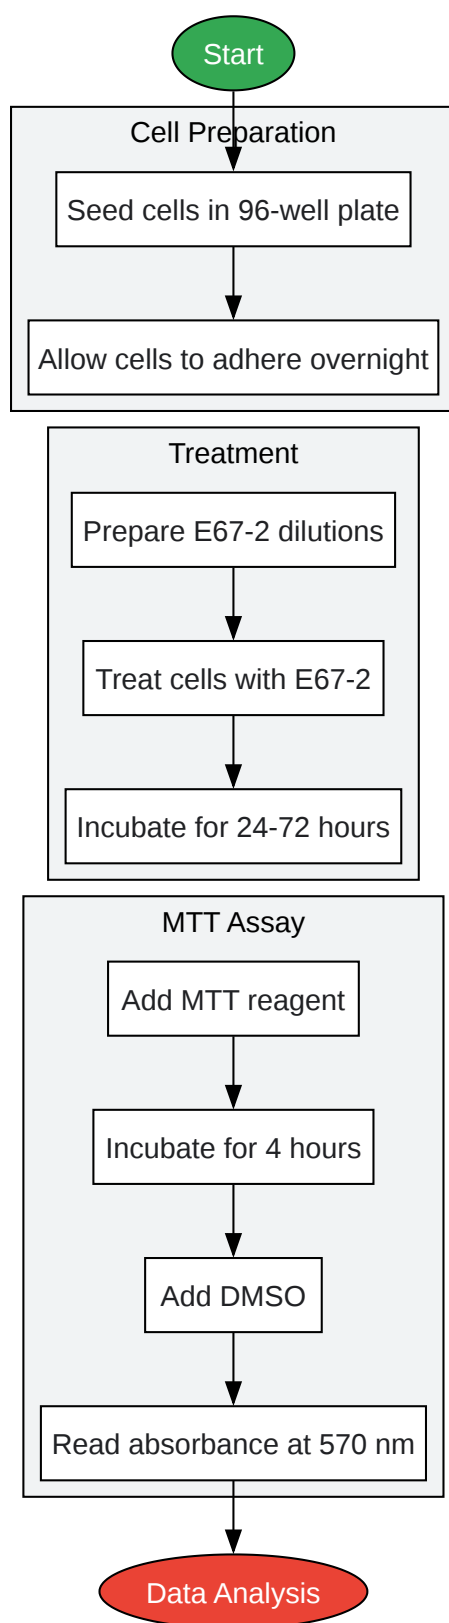 Start
Cell Preparation
Seed cells in 96-well plate
Allow cells to adhere overnight
Treatment
Prepare E67-2 dilutions
Treat cells with E67-2
Incubate for 24-72 hours
MTT Assay
Add MTT reagent
Incubate for 4 hours
Add DMSO
Read absorbance at 570 nm
Data Analysis